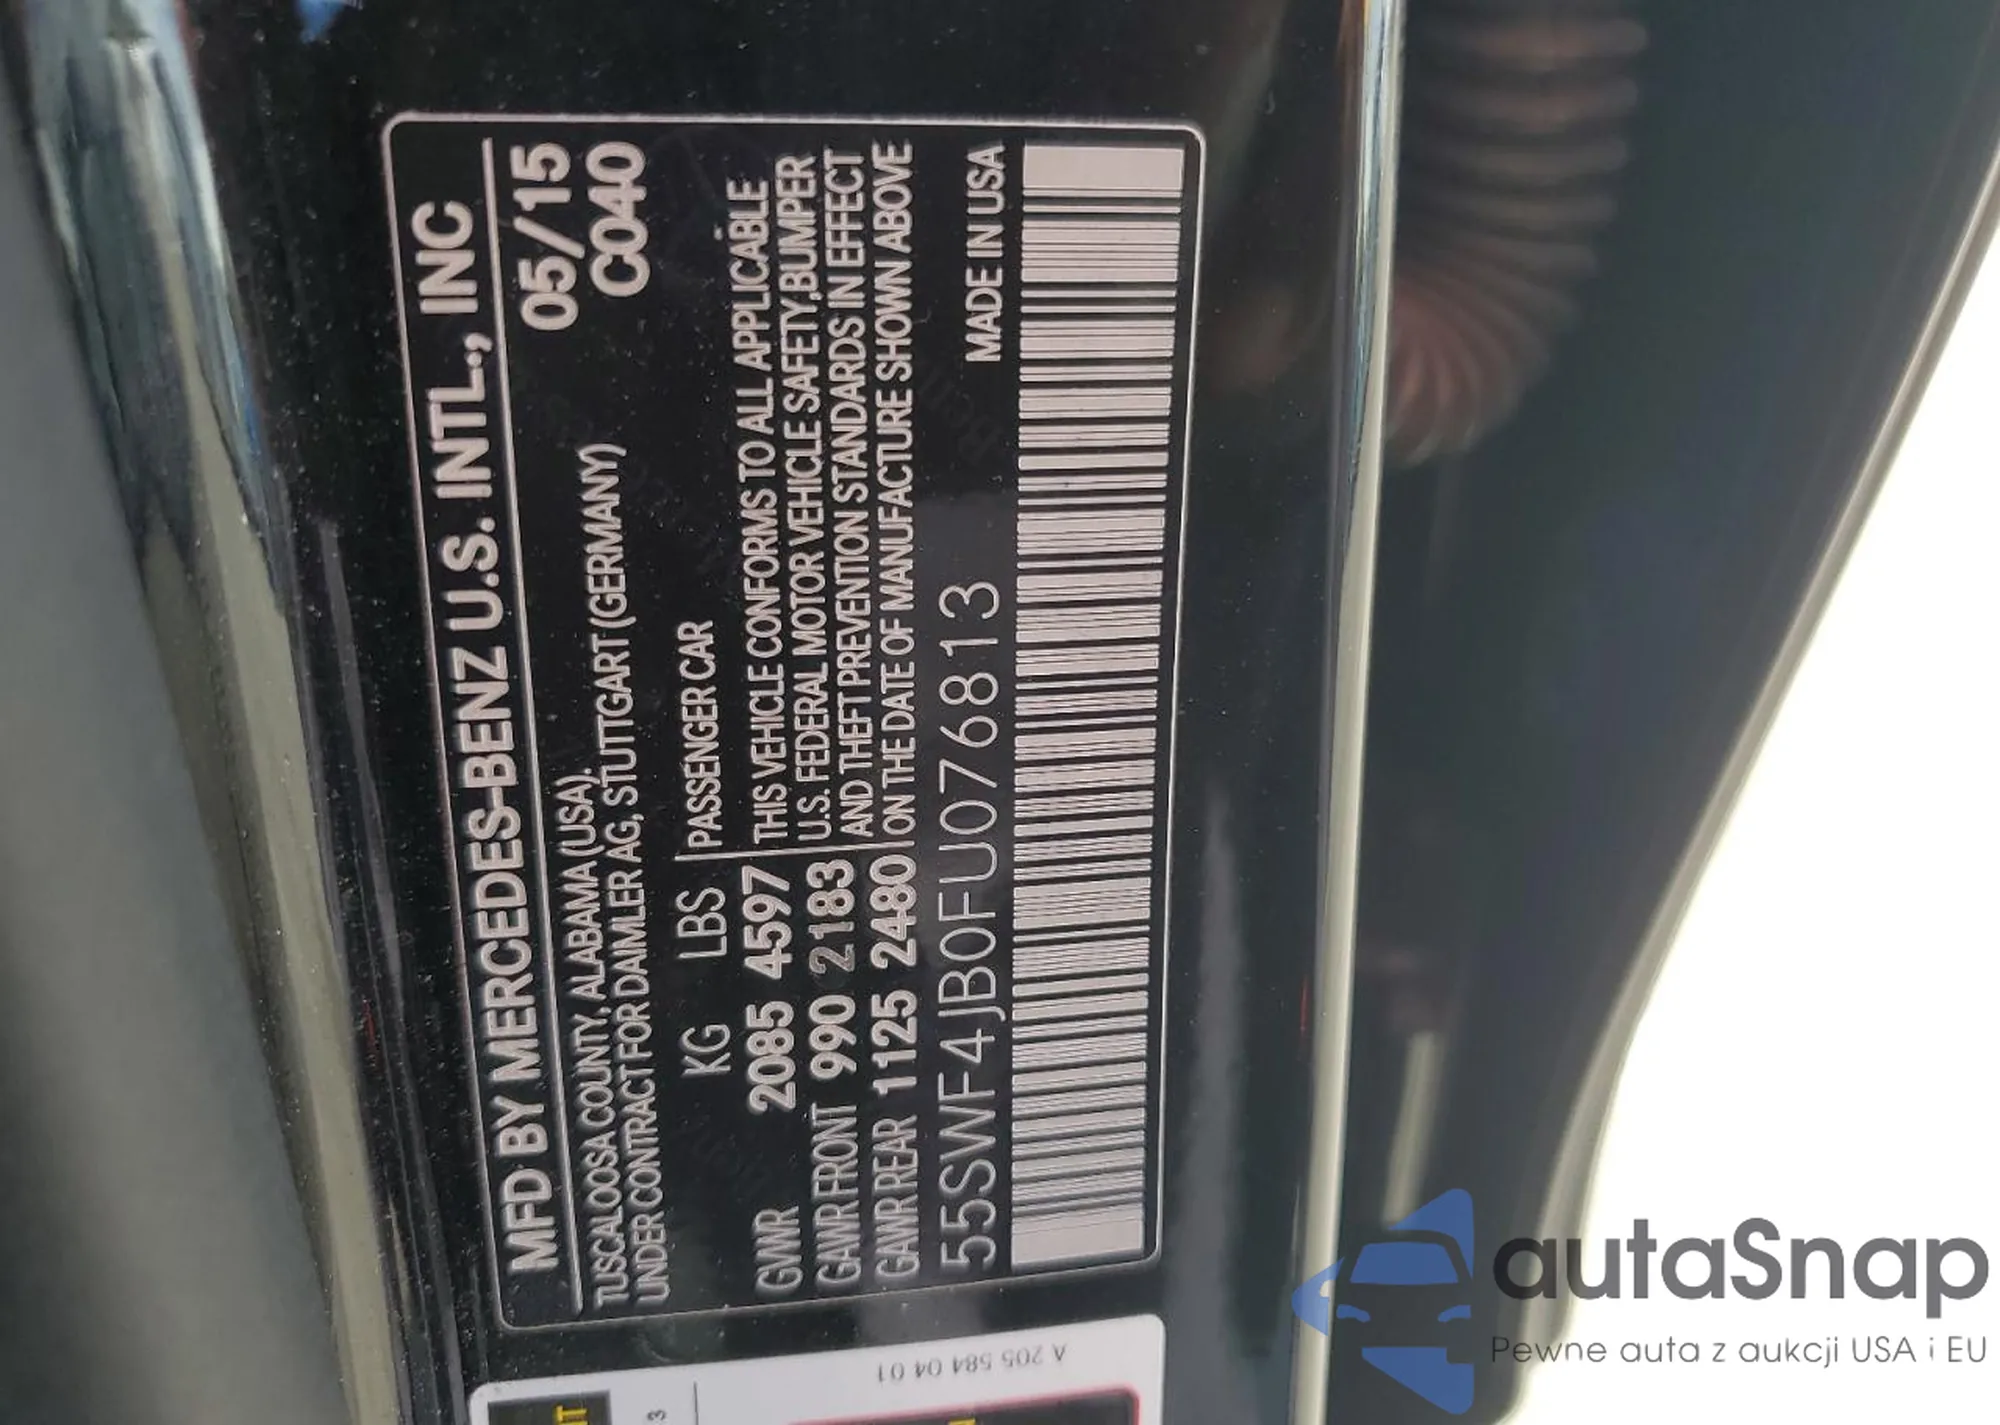 MFD BY MERCEDES-BENZ U.S. INTL., INC
05/15
TUSCALOOSA COUNTY, ALABAMA (USA).
C040
UNDER CONTRACT FOR DAIMLER AG, STUTTGART (GERMANY)
KG LBS PASSENGER CAR
GVWR 2085 4597 THIS VEHICLE CONFORMS TO ALL APPLICABLE
GAWR FRONT 990 2183 U.S. FEDERAL MOTOR VEHICLE SAFETY,BUMPER
AND THEFT PREVENTION STANDARDS IN EFFECT
GAWR REAR 1125 2480 ON THE DATE OF MANUFACTURE SHOWN ABOVE
55SWF4JB0FU076813
MADE IN USA
A 205 584 04 01
3
autaSnap
Pewne auta z aukcji USA i EU